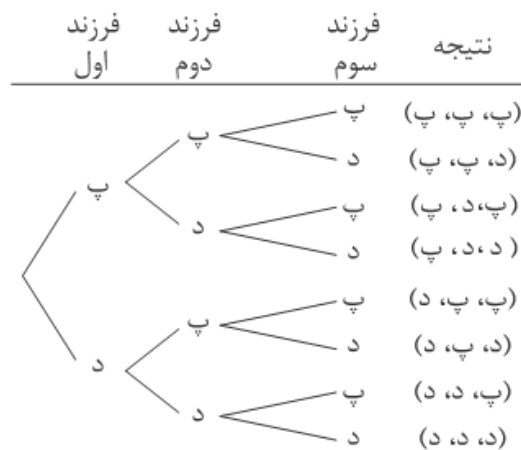 فرزند اول
فرزند دوم
فرزند سوم
نتیجه
پ
د
پ
د
پ
د
پ
د
پ
د
پ
د
پ
د
(پ، پ، پ)
(پ، پ، د)
(پ، د، پ)
(پ، د، د)
(د، پ، پ)
(د، پ، د)
(د، د، پ)
(د، د، د)